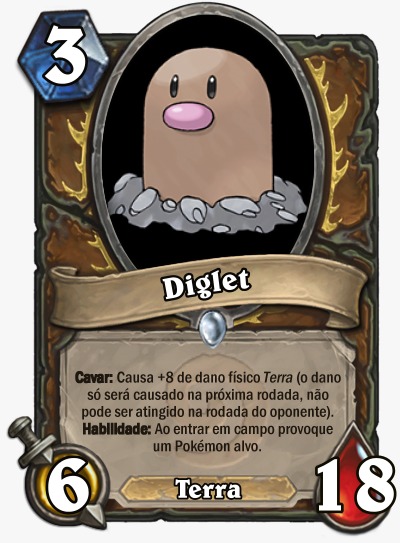 3
Diglet
Cavar: Causa +8 de dano físico Terra (o dano
só será causado na próxima rodada, não
pode ser atingido na rodada do oponente).
Habilidade: Ao entrar em campo provoque
um Pokémon alvo.
6
Terra
18